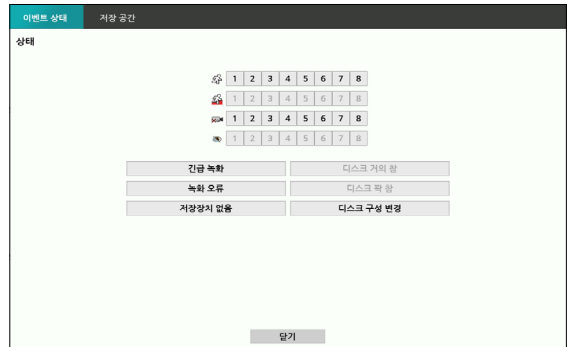 이벤트 상태 저장 공간
상태
1 2 3 4 5 6 7 8
1 2 3 4 5 6 7 8
1 2 3 4 5 6 7 8
1 2 3 4 5 6 7 8
긴급 녹화 디스크 거의 참
녹화 오류 디스크 꽉 참
저장장치 없음 디스크 구성 변경
닫기